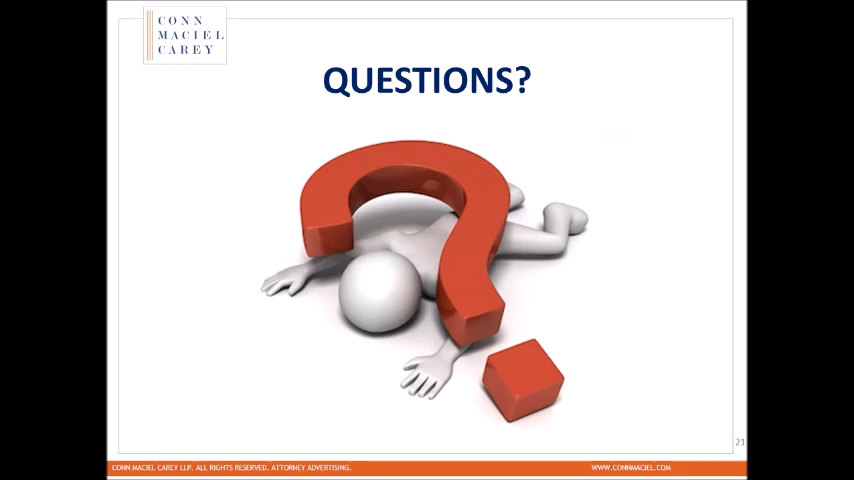 CONN
MACIEL
CAREY
QUESTIONS?
21
CONN MACIEL CAREY LLP. ALL RIGHTS RESERVED. ATTORNEY ADVERTISING.
WWW.CONNMACIEL.COM